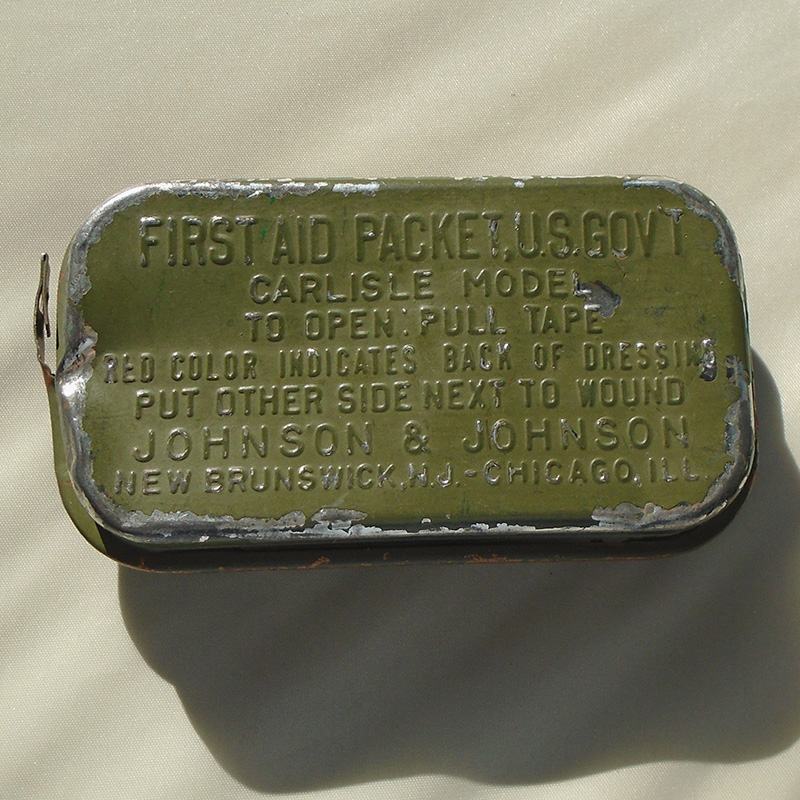 FIRST AID PACKET, U.S. GOV'T
CARLISLE MODEL
TO OPEN: PULL TAPE
RED COLOR INDICATES BACK OF DRESSING
PUT OTHER SIDE NEXT TO WOUND
JOHNSON & JOHNSON
NEW BRUNSWICK, N.J.-CHICAGO, ILL.